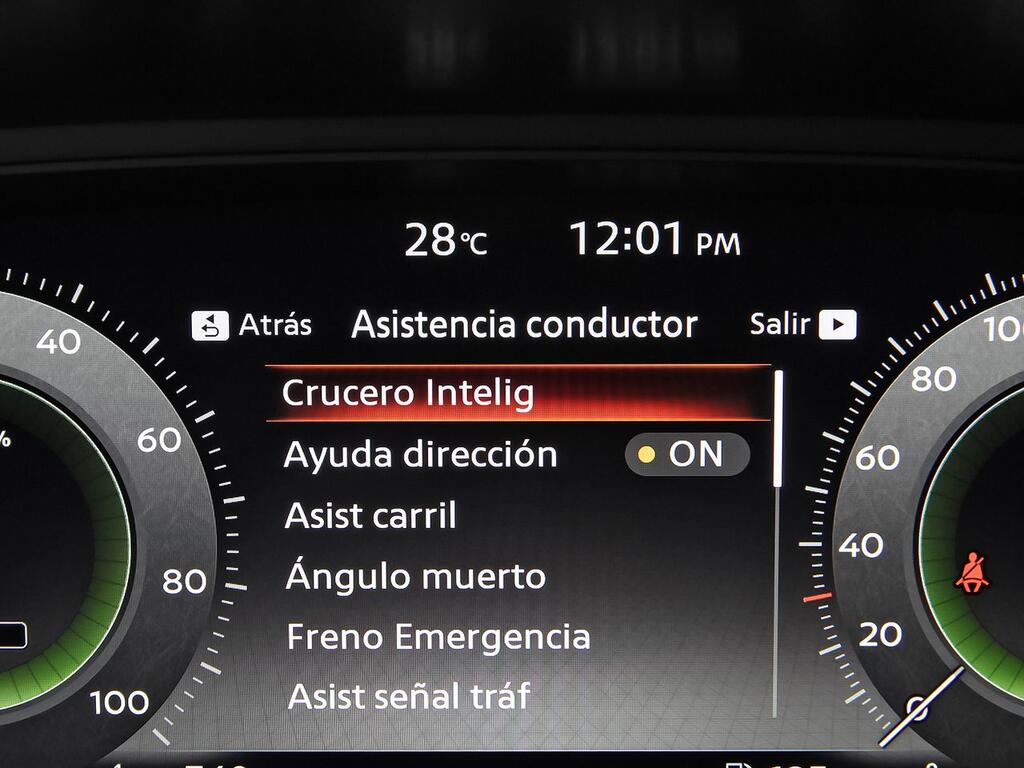 28°C 12:01 PM
Atrás Asistencia conductor Salir
Crucero Intelig
Ayuda dirección ON
Asist carril
Ángulo muerto
Freno Emergencia
Asist señal tráf
40
60
80
100
%
80
60
40
20
0